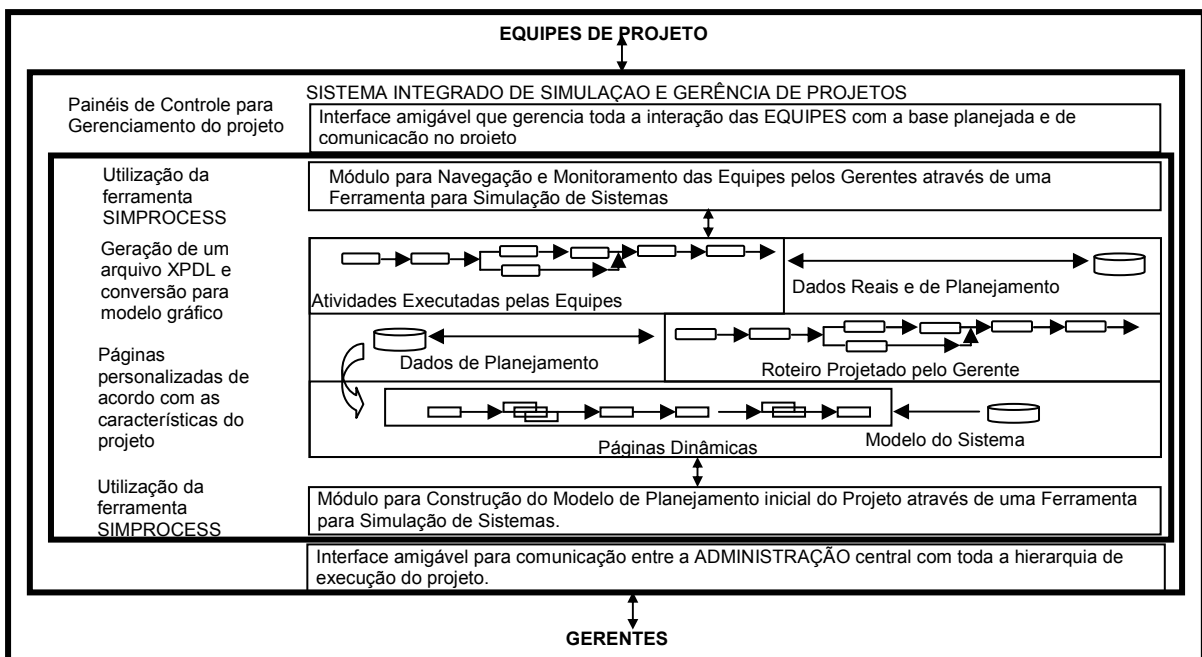 EQUIPES DE PROJETO
SISTEMA INTEGRADO DE SIMULAÇAO E GERÊNCIA DE PROJETOS
Painéis de Controle para
Gerenciamento do projeto
Interface amigável que gerencia toda a interação das EQUIPES com a base planejada e de
comunicação no projeto
Utilização da
ferramenta
SIMPROCESS
Módulo para Navegação e Monitoramento das Equipes pelos Gerentes através de uma
Ferramenta para Simulação de Sistemas
Geração de um
arquivo XPDL e
conversão para
modelo gráfico
Atividades Executadas pelas Equipes
Dados Reais e de Planejamento
Dados de Planejamento
Roteiro Projetado pelo Gerente
Páginas
personalizadas de
acordo com as
características do
projeto
Páginas Dinâmicas
Modelo do Sistema
Utilização da
ferramenta
SIMPROCESS
Módulo para Construção do Modelo de Planejamento inicial do Projeto através de uma Ferramenta
para Simulação de Sistemas.
Interface amigável para comunicação entre a ADMINISTRAÇÃO central com toda a hierarquia de
execução do projeto.
GERENTES